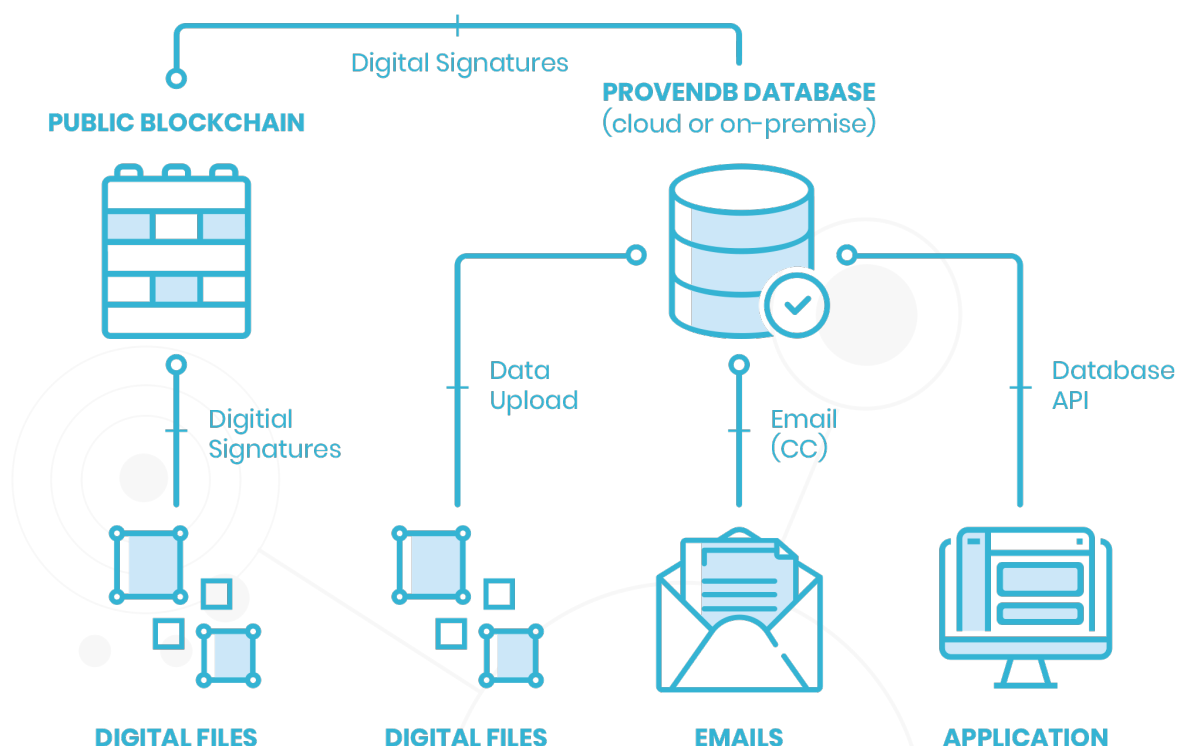 Digital Signatures
PUBLIC BLOCKCHAIN
PROVENDB DATABASE
(cloud or on-premise)
Digitial
Signatures
Data
Upload
Email
(CC)
Database
API
DIGITAL FILES
DIGITAL FILES
EMAILS
APPLICATION